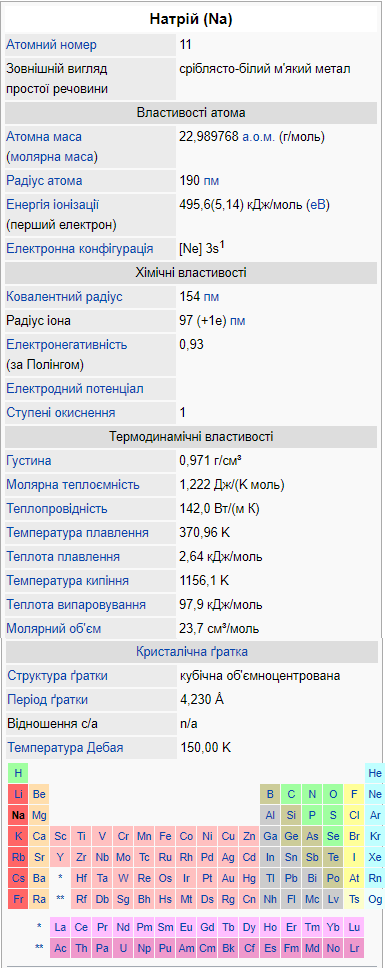 Натрій (Na)
Атомний номер 11
Зовнішній вигляд сріблясто-білий м'який метал
простої речовини
Властивості атома
Атомна маса 22,989768 а.о.м. (г/моль)
(молярна маса)
Радіус атома 190 пм
Енергія іонізації 495,6(5,14) кДж/моль (еВ)
(перший електрон)
Електронна конфігурація [Ne] 3s¹
Хімічні властивості
Ковалентний радіус 154 пм
Радіус іона 97 (+1e) пм
Електронегативність 0,93
(за Полінгом)
Електродний потенціал
Ступені окиснення 1
Термодинамічні властивості
Густина 0,971 г/см³
Молярна теплоємність 1,222 Дж/(К моль)
Теплопровідність 142,0 Вт/(м К)
Температура плавлення 370,96 K
Теплота плавлення 2,64 кДж/моль
Температура кипіння 1156,1 K
Теплота випаровування 97,9 кДж/моль
Молярний об'єм 23,7 см³/моль
Кристалічна ґратка
Структура ґратки кубічна об'ємноцентрована
Період ґратки 4,230 Å
Відношення с/а n/a
Температура Дебая 150,00 K
H He
Li Be B C N O F Ne
Na Mg Al Si P S Cl Ar
K Ca Sc Ti V Cr Mn Fe Co Ni Cu Zn Ga Ge As Se Br Kr
Rb Sr Y Zr Nb Mo Tc Ru Rh Pd Ag Cd In Sn Sb Te I Xe
Cs Ba * Hf Ta W Re Os Ir Pt Au Hg Tl Pb Bi Po At Rn
Fr Ra ** Rf Db Sg Bh Hs Mt Ds Rg Cn Nh Fl Mc Lv Ts Og
* La Ce Pr Nd Pm Sm Eu Gd Tb Dy Ho Er Tm Yb Lu
** Ac Th Pa U Np Pu Am Cm Bk Cf Es Fm Md No Lr